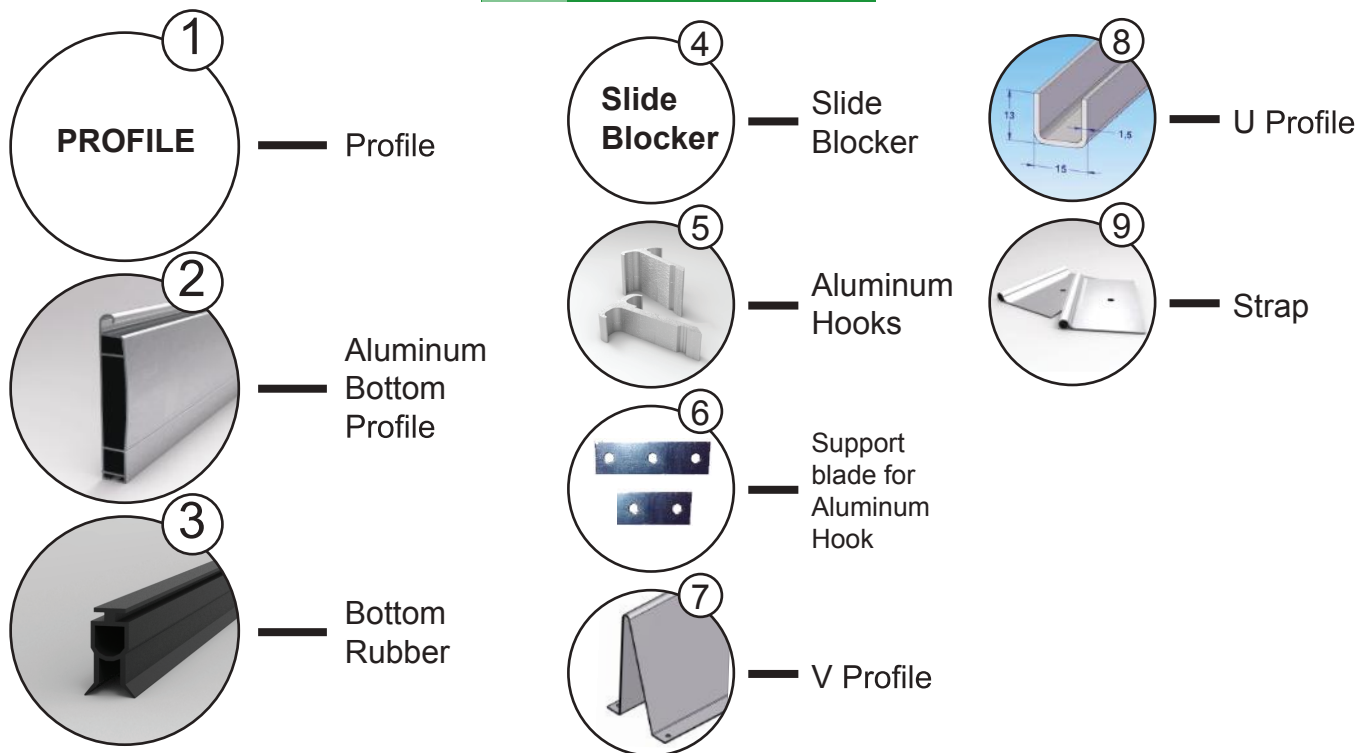 1
PROFILE
Profile
2
Aluminum
Bottom
Profile
3
Bottom
Rubber
4
Slide
Blocker
Slide
Blocker
5
Aluminum
Hooks
6
Support
blade for
Aluminum
Hook
7
V Profile
8
13
1,5
15
U Profile
9
Strap